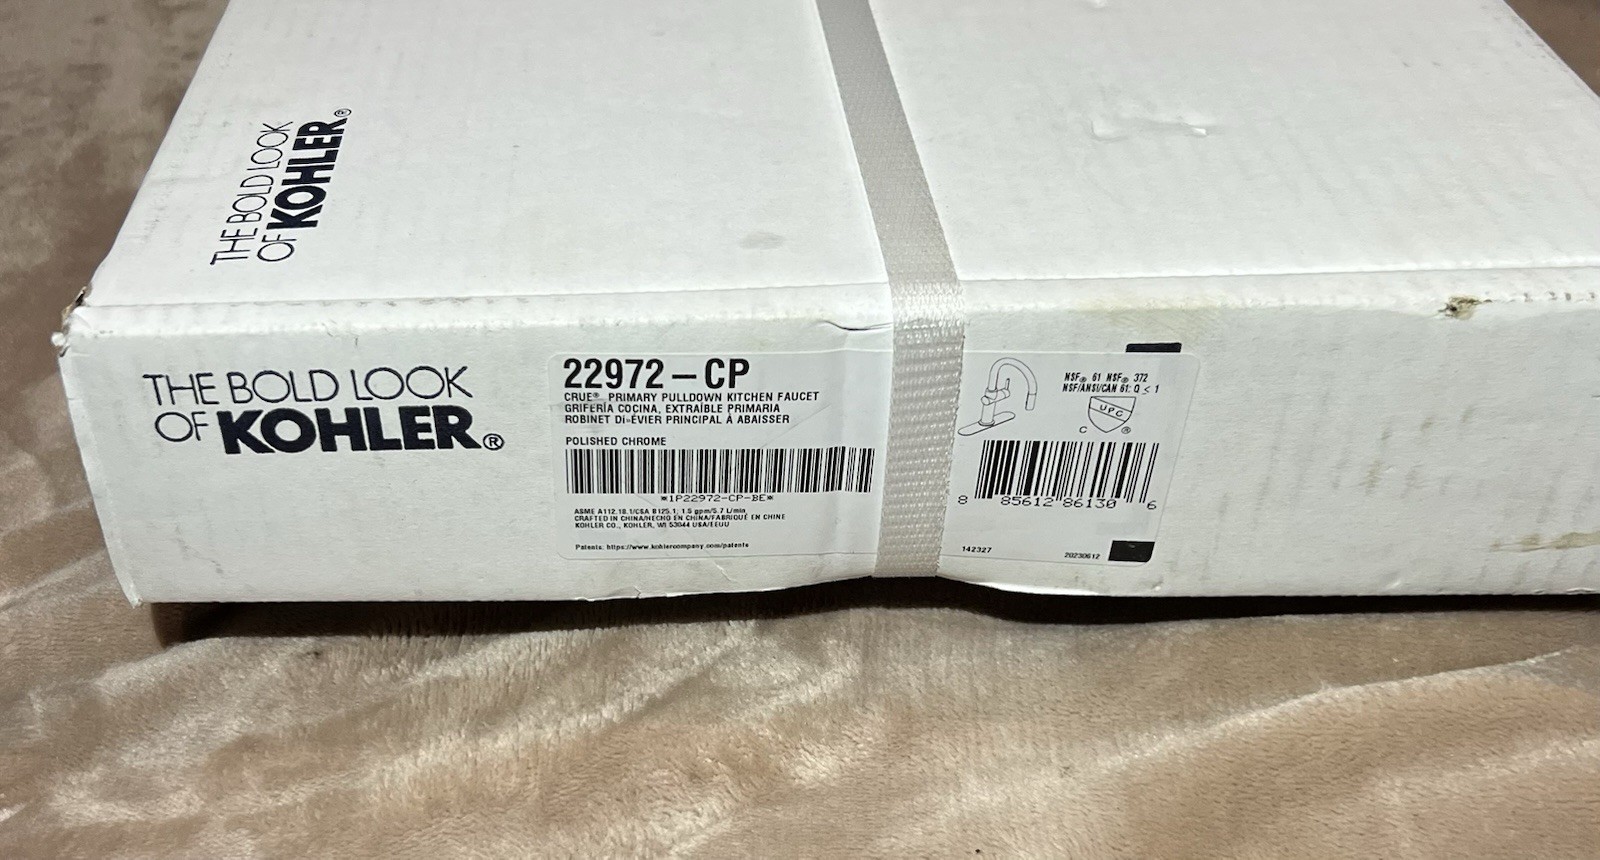 THE BOLD LOOK
OF KOHLER®
THE BOLD LOOK
OF KOHLER®
22972-CP
CRUE® PRIMARY PULLDOWN KITCHEN FAUCET
GRIFERÍA COCINA, EXTRAÍBLE PRIMARIA
ROBINET Di=ÉVIER PRINCIPAL À ABAISSER
POLISHED CHROME
*1P22972-CP-BE*
ASME A112.18.1/CSA B125.1, 1.5 gpm/5.7 L/min
CRAFTED IN CHINA/HECHO EN CHINA/FABRIQUÉ EN CHINE
KOHLER CO., KOHLER, WI 53044 USA/EEUU
Patents: https://www.kohlercompany.com/patents
NSF® 61 NSF® 372
NSF/ANSI/CAN 61: Q ≤ 1
UPC
C ®
8 85612 86130 6
142327
20230612